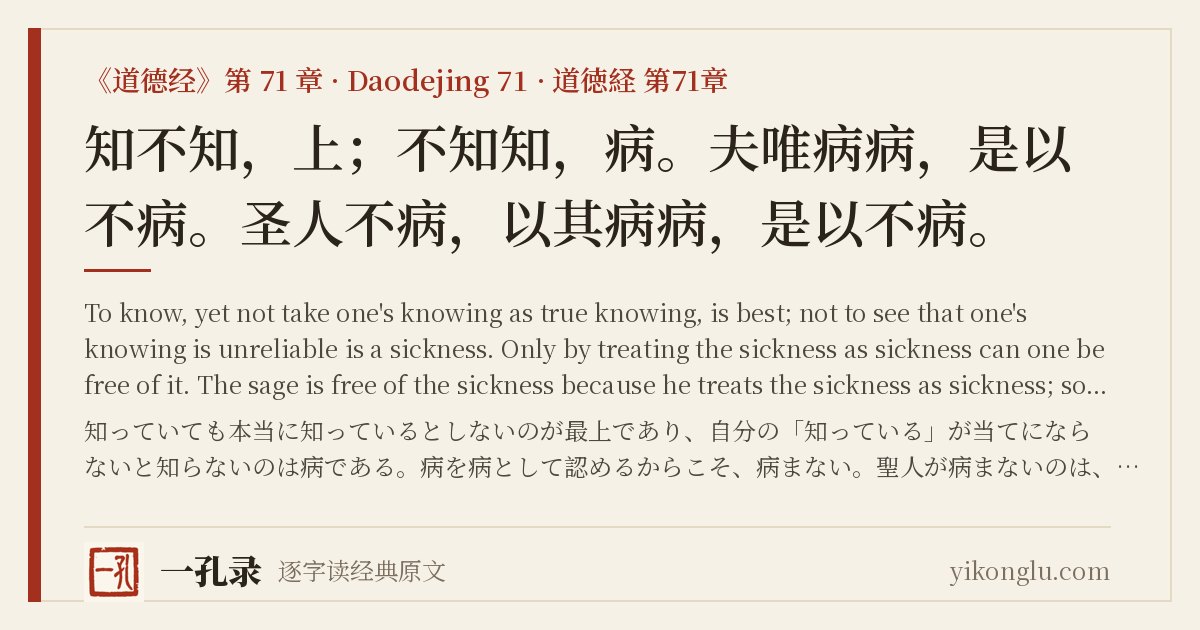 《道德经》第 71 章 · Daodejing 71 · 道徳経 第71章
知不知，上；不知知，病。夫唯病病，是以
不病。圣人不病，以其病病，是以不病。
To know, yet not take one's knowing as true knowing, is best; not to see that one's
knowing is unreliable is a sickness. Only by treating the sickness as sickness can one be
free of it. The sage is free of the sickness because he treats the sickness as sickness; so...
知っていても本当に知っているとしないのが最上であり、自分の「知っている」が当てになら
ないと知らないのは病である。病を病として認めるからこそ、病まない。聖人が病まないのは、…
一孔
一孔录 逐字读经典原文 yikonglu.com